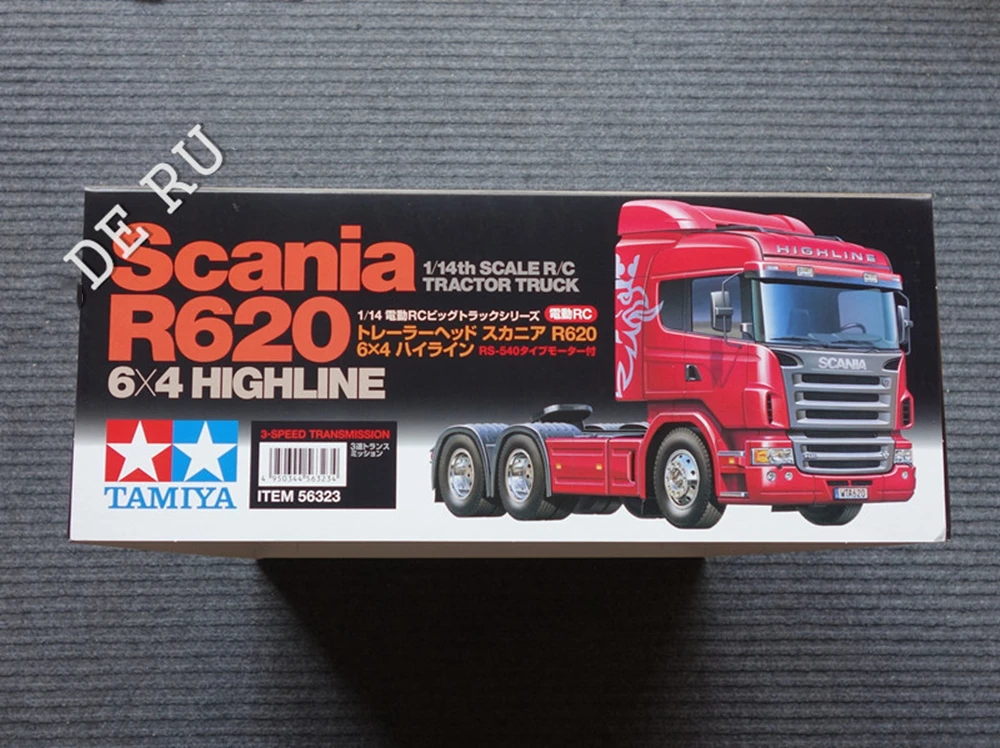 DE RU
Scania
R620
6×4 HIGHLINE
1/14th SCALE R/C
TRACTOR TRUCK
1/14 電動RCビッグトラックシリーズ 電動RC
トレーラーヘッド スカニア R620
6×4 ハイライン RS-540タイプモーター付
HIGHLINE
SCANIA
TAMIYA
3-SPEED TRANSMISSION
3速トランス
ミッション
4 950344 563234
ITEM 56323